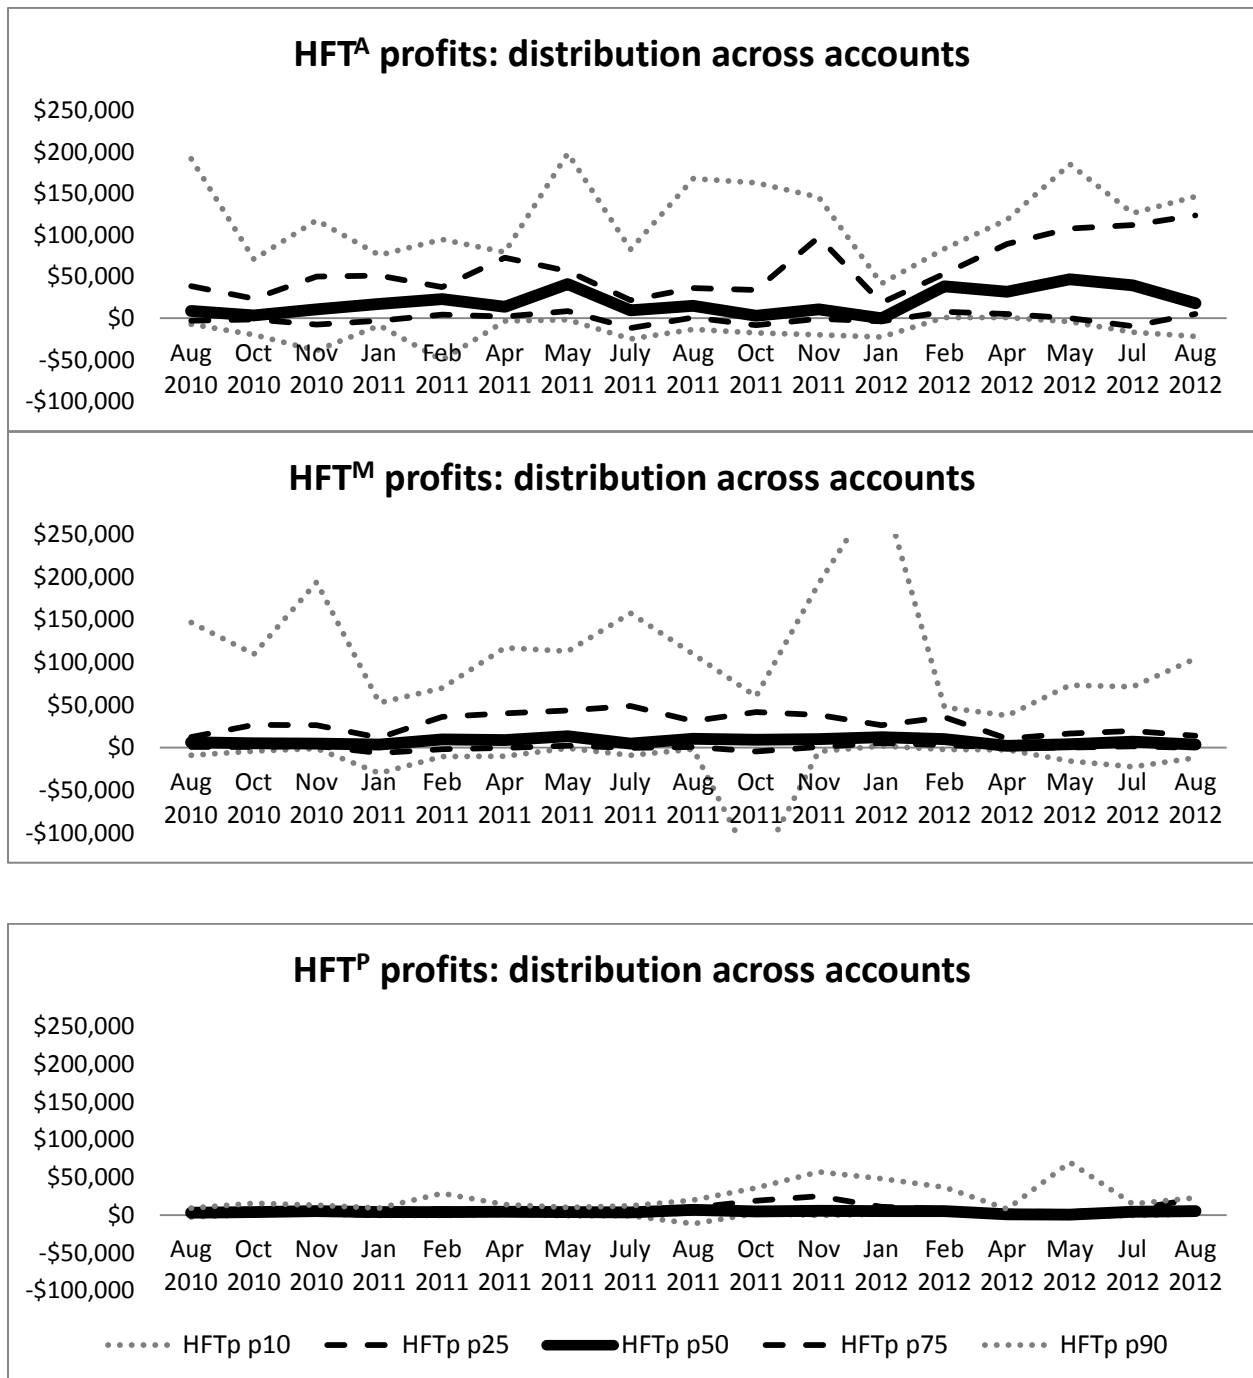 HFTᴬ profits: distribution across accounts
$250,000
$200,000
$150,000
$100,000
$50,000
$0
-$50,000
-$100,000
Aug Oct Nov Jan Feb Apr May July Aug Oct Nov Jan Feb Apr May Jul Aug
2010 2010 2010 2011 2011 2011 2011 2011 2011 2011 2011 2012 2012 2012 2012 2012 2012
HFTᴹ profits: distribution across accounts
$250,000
$200,000
$150,000
$100,000
$50,000
$0
-$50,000
-$100,000
Aug Oct Nov Jan Feb Apr May July Aug Oct Nov Jan Feb Apr May Jul Aug
2010 2010 2010 2011 2011 2011 2011 2011 2011 2011 2011 2012 2012 2012 2012 2012 2012
HFTᴾ profits: distribution across accounts
$250,000
$200,000
$150,000
$100,000
$50,000
$0
-$50,000
-$100,000
Aug Oct Nov Jan Feb Apr May July Aug Oct Nov Jan Feb Apr May Jul Aug
2010 2010 2010 2011 2011 2011 2011 2011 2011 2011 2011 2012 2012 2012 2012 2012 2012
HFTp p10 HFTp p25 HFTp p50 HFTp p75 HFTp p90